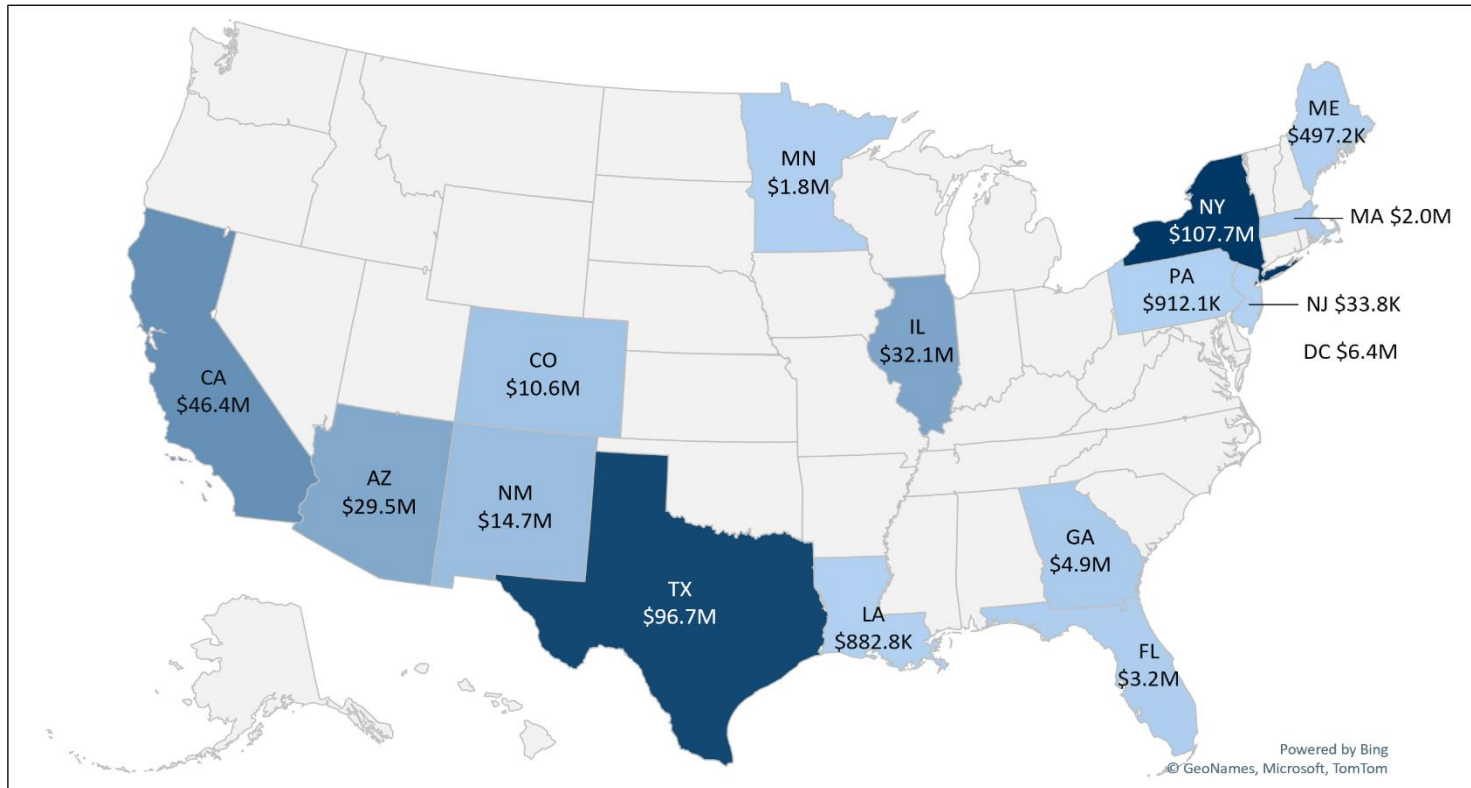 ME
$497.2K
MN
$1.8M
NY
$107.7M
MA $2.0M
PA
$912.1K
NJ $33.8K
IL
$32.1M
DC $6.4M
CO
$10.6M
CA
$46.4M
AZ
$29.5M
NM
$14.7M
GA
$4.9M
TX
$96.7M
LA
$882.8K
FL
$3.2M
Powered by Bing
© GeoNames, Microsoft, TomTom